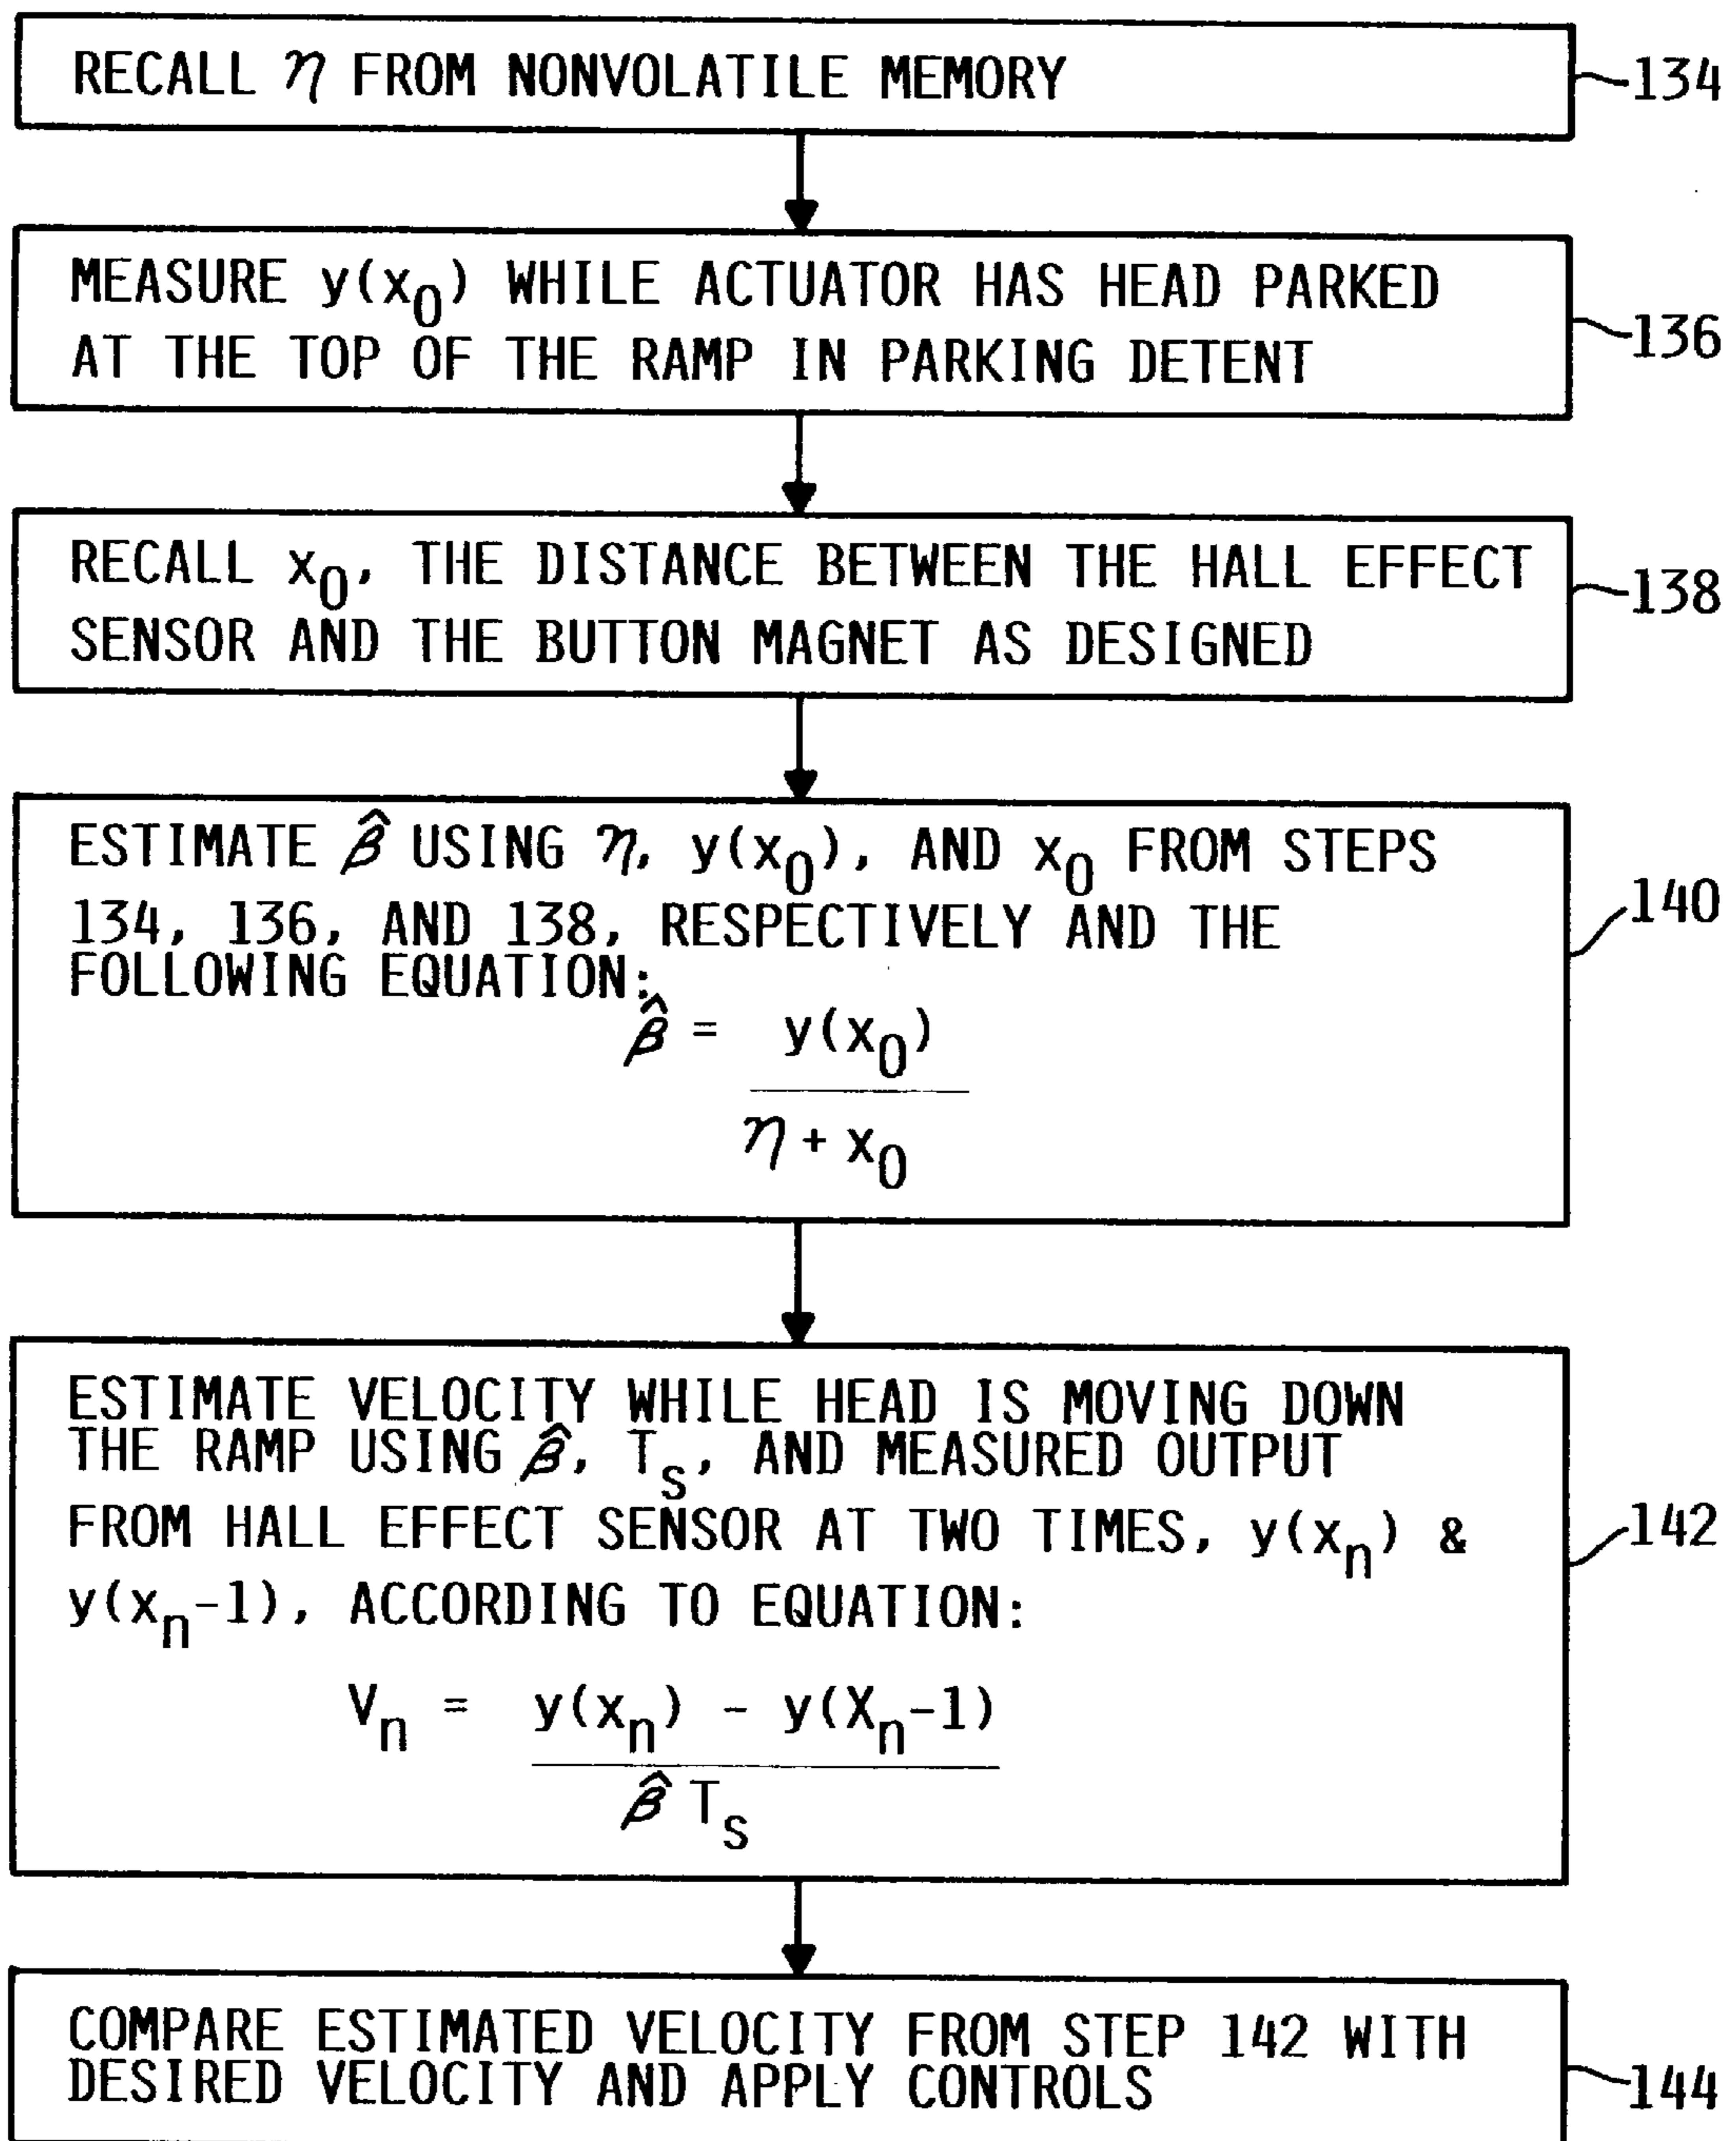 RECALL η FROM NONVOLATILE MEMORY
134
MEASURE y(x0) WHILE ACTUATOR HAS HEAD PARKED
AT THE TOP OF THE RAMP IN PARKING DETENT
136
RECALL x0, THE DISTANCE BETWEEN THE HALL EFFECT
SENSOR AND THE BUTTON MAGNET AS DESIGNED
138
ESTIMATE β̂ USING η, y(x0), AND x0 FROM STEPS
134, 136, AND 138, RESPECTIVELY AND THE
FOLLOWING EQUATION:
β̂ = y(x0)
η + x0
140
ESTIMATE VELOCITY WHILE HEAD IS MOVING DOWN
THE RAMP USING β̂, Ts, AND MEASURED OUTPUT
FROM HALL EFFECT SENSOR AT TWO TIMES, y(xn) &
y(xn-1), ACCORDING TO EQUATION:
Vn = y(xn) - y(Xn-1)
β̂ Ts
142
COMPARE ESTIMATED VELOCITY FROM STEP 142 WITH
DESIRED VELOCITY AND APPLY CONTROLS
144